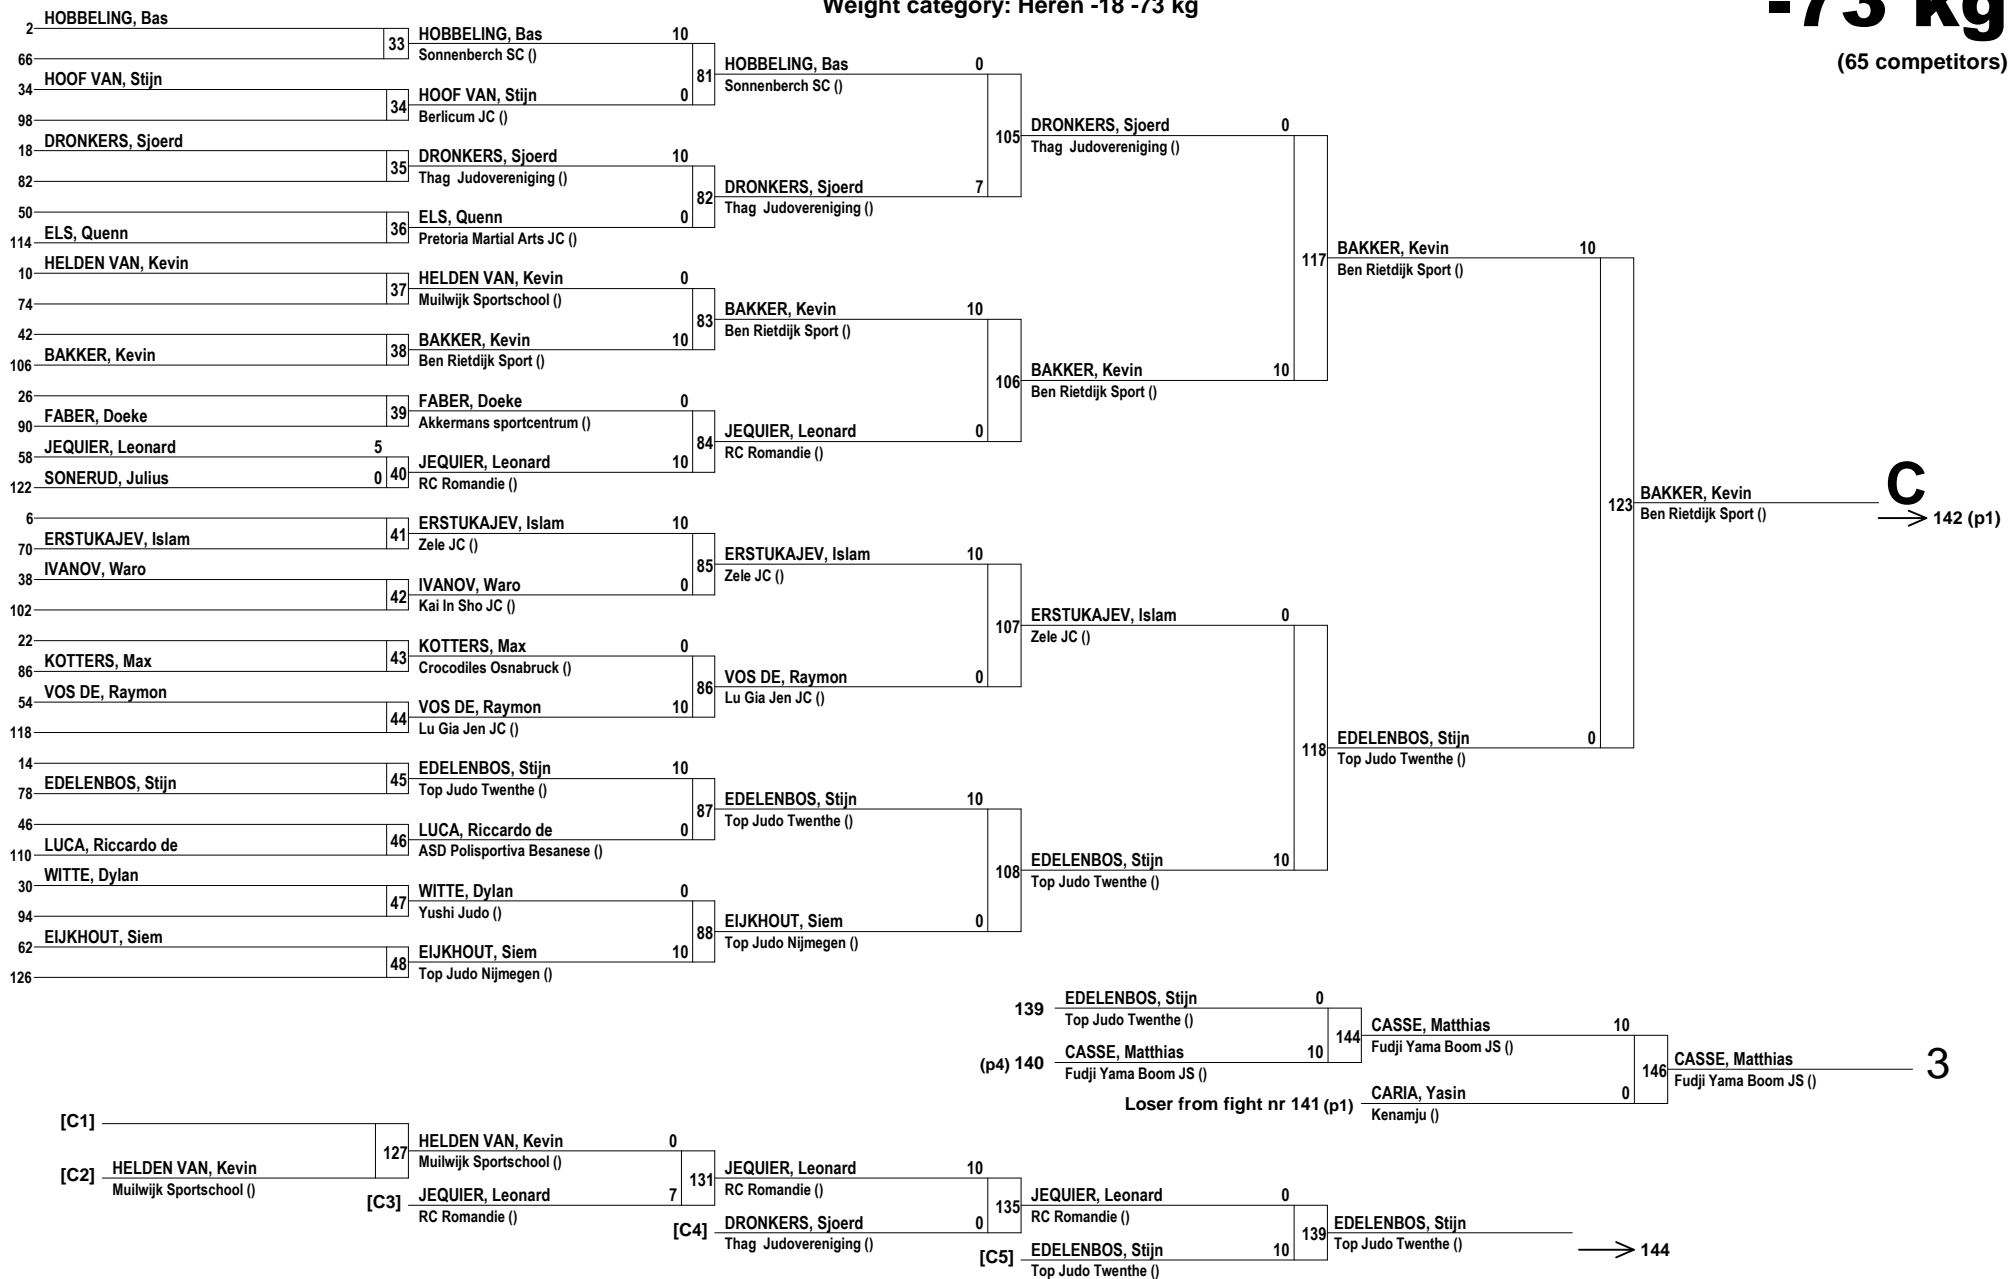 Weight category: Heren -18 -73 kg
-73 kg
(65 competitors)
2 HOBBELING, Bas
66
33
34 HOOF VAN, Stijn
98
34
18 DRONKERS, Sjoerd
82
35
50
114 ELS, Quenn
36
10 HELDEN VAN, Kevin
74
37
42
106 BAKKER, Kevin
38
26
90 FABER, Doeke
39
58 JEQUIER, Leonard 5
122 SONERUD, Julius 0
40
6
70 ERSTUKAJEV, Islam
41
38 IVANOV, Waro
102
42
22
86 KOTTERS, Max
43
54 VOS DE, Raymon
118
44
14
78 EDELENBOS, Stijn
45
46
110 LUCA, Riccardo de
46
30 WITTE, Dylan
94
47
62 EIJKHOUT, Siem
126
48
HOBBELING, Bas 10
Sonnenberch SC ()
81
HOOF VAN, Stijn 0
Berlicum JC ()
DRONKERS, Sjoerd 10
Thag Judovereniging ()
82
ELS, Quenn 0
Pretoria Martial Arts JC ()
HELDEN VAN, Kevin 0
Muilwijk Sportschool ()
83
BAKKER, Kevin 10
Ben Rietdijk Sport ()
FABER, Doeke 0
Akkermans sportcentrum ()
84
JEQUIER, Leonard 10
RC Romandie ()
ERSTUKAJEV, Islam 10
Zele JC ()
85
IVANOV, Waro 0
Kai In Sho JC ()
KOTTERS, Max 0
Crocodiles Osnabruck ()
86
VOS DE, Raymon 10
Lu Gia Jen JC ()
EDELENBOS, Stijn 10
Top Judo Twenthe ()
87
LUCA, Riccardo de 0
ASD Polisportiva Besanese ()
WITTE, Dylan 0
Yushi Judo ()
88
EIJKHOUT, Siem 10
Top Judo Nijmegen ()
HOBBELING, Bas 0
Sonnenberch SC ()
105
DRONKERS, Sjoerd 7
Thag Judovereniging ()
BAKKER, Kevin 10
Ben Rietdijk Sport ()
106
JEQUIER, Leonard 0
RC Romandie ()
ERSTUKAJEV, Islam 10
Zele JC ()
107
VOS DE, Raymon 0
Lu Gia Jen JC ()
EDELENBOS, Stijn 10
Top Judo Twenthe ()
108
EIJKHOUT, Siem 0
Top Judo Nijmegen ()
DRONKERS, Sjoerd 0
Thag Judovereniging ()
117
BAKKER, Kevin 10
Ben Rietdijk Sport ()
ERSTUKAJEV, Islam 0
Zele JC ()
118
EDELENBOS, Stijn 10
Top Judo Twenthe ()
BAKKER, Kevin 10
Ben Rietdijk Sport ()
123
EDELENBOS, Stijn 0
Top Judo Twenthe ()
BAKKER, Kevin
Ben Rietdijk Sport ()
C
142 (p1)
139 EDELENBOS, Stijn 0
Top Judo Twenthe ()
144
(p4) 140 CASSE, Matthias 10
Fudji Yama Boom JS ()
CASSE, Matthias 10
Fudji Yama Boom JS ()
146
Loser from fight nr 141 (p1) CARIA, Yasin 0
Kenamju ()
CASSE, Matthias
Fudji Yama Boom JS ()
3
[C1]
127
[C2] HELDEN VAN, Kevin
Muilwijk Sportschool ()
HELDEN VAN, Kevin 0
Muilwijk Sportschool ()
131
[C3] JEQUIER, Leonard 7
RC Romandie ()
JEQUIER, Leonard 10
RC Romandie ()
135
[C4] DRONKERS, Sjoerd 0
Thag Judovereniging ()
JEQUIER, Leonard 0
RC Romandie ()
139
[C5] EDELENBOS, Stijn 10
Top Judo Twenthe ()
EDELENBOS, Stijn
Top Judo Twenthe ()
144